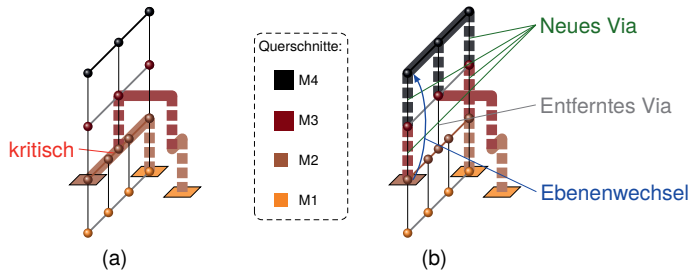 Querschnitte:
M4
M3
M2
M1
kritisch
(a)
Neues Via
Entferntes Via
Ebenenwechsel
(b)